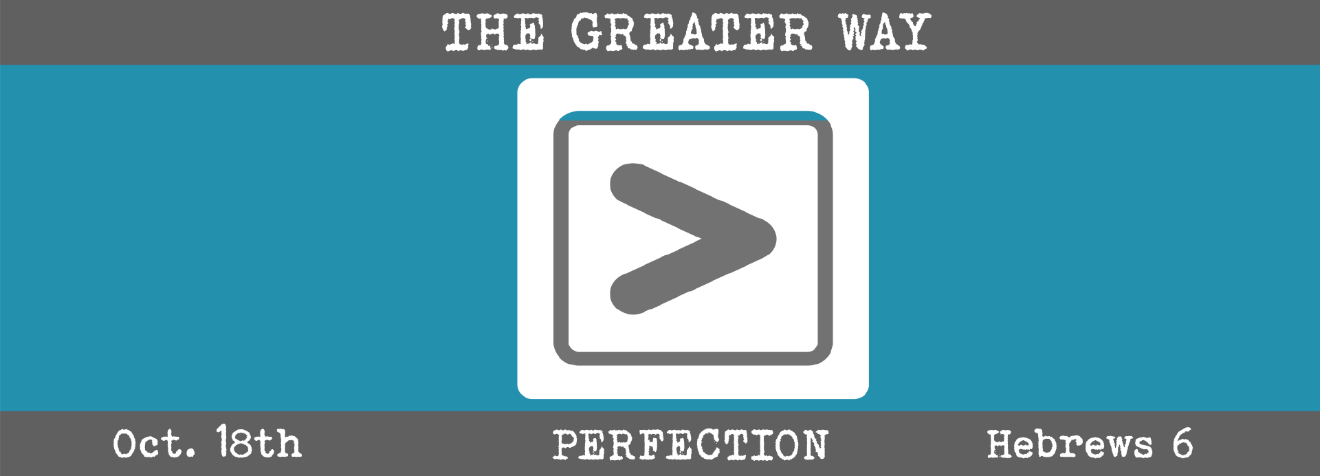 THE GREATER WAY
>
Oct. 18th PERFECTION Hebrews 6